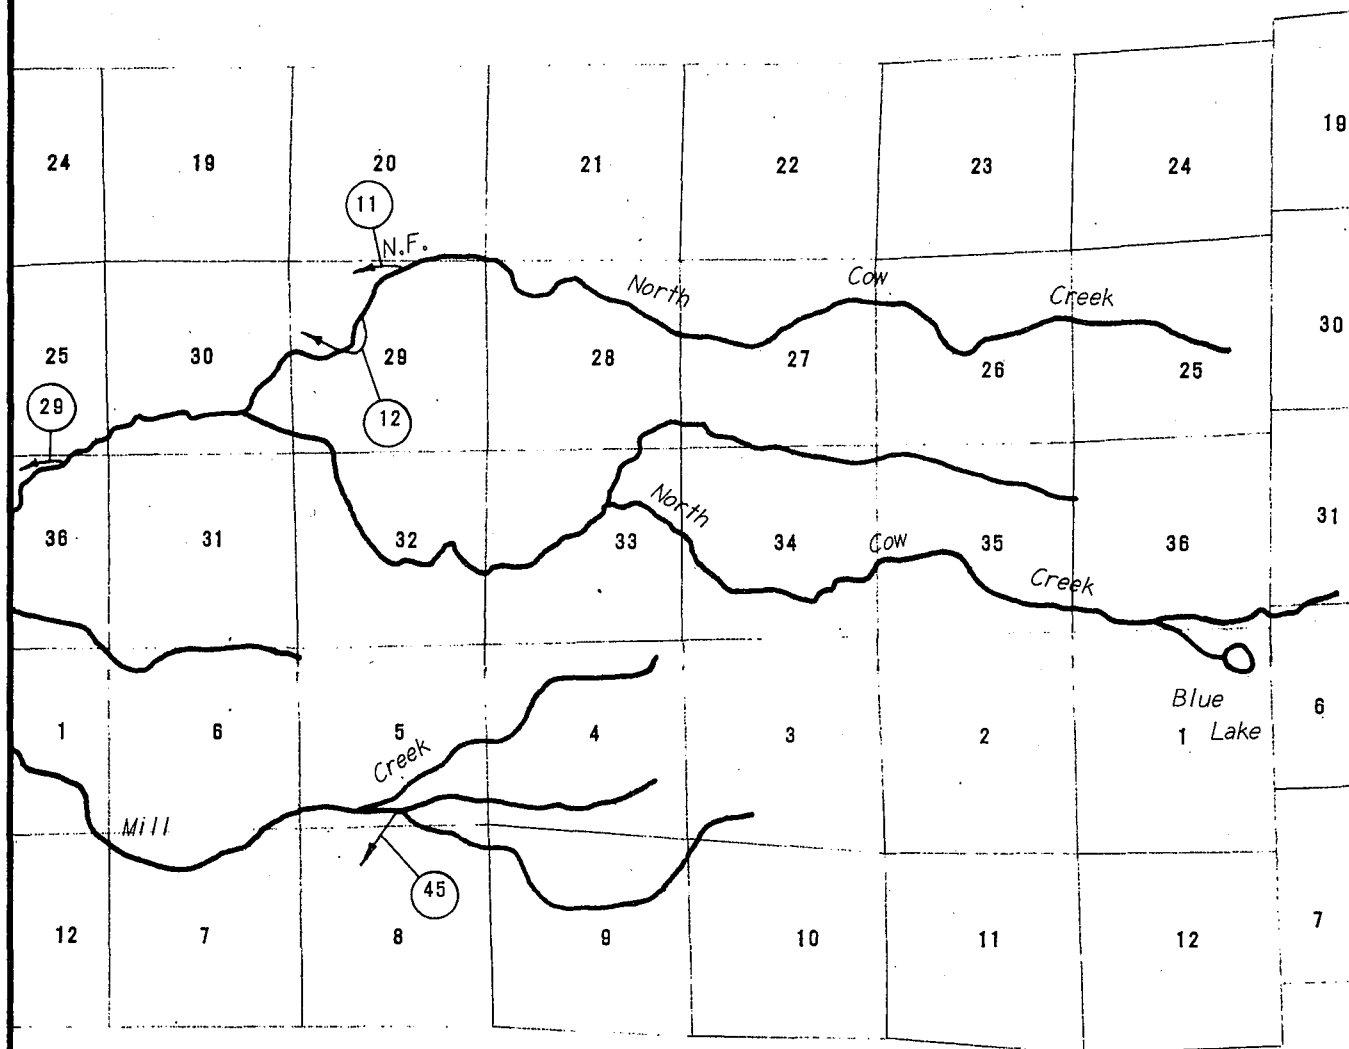 19
24 19 20 21 22 23 24
11
N.F.
North Cow Creek
30
25 30 29 28 27 26 25
29
12
North Cow Creek
36 31 32 33 34 35 36 31
Blue Lake
1 6 5 4 3 2 1 6
Creek
Mill
45
12 7 8 9 10 11 12 7